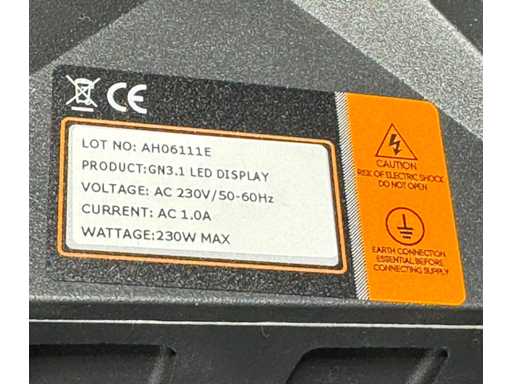 CE
LOT NO: AH06111E
PRODUCT:GN3.1 LED DISPLAY
VOLTAGE: AC 230V/50-60Hz
CURRENT: AC 1.0A
WATTAGE:230W MAX
CAUTION
RISK OF ELECTRIC SHOCK
DO NOT OPEN
EARTH CONNECTION
ESSENTIAL BEFORE
CONNECTING SUPPLY